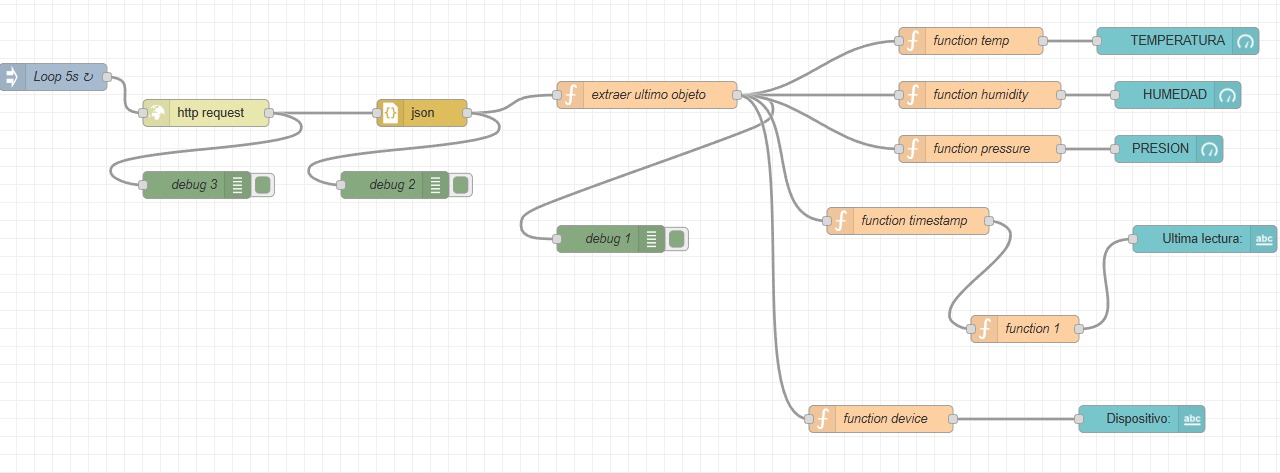 function temp
TEMPERATURA
Loop 5s ↻
extraer ultimo objeto
function humidity
HUMEDAD
http request
json
function pressure
PRESION
debug 3
debug 2
function timestamp
debug 1
Ultima lectura:
abc
function 1
function device
Dispositivo:
abc